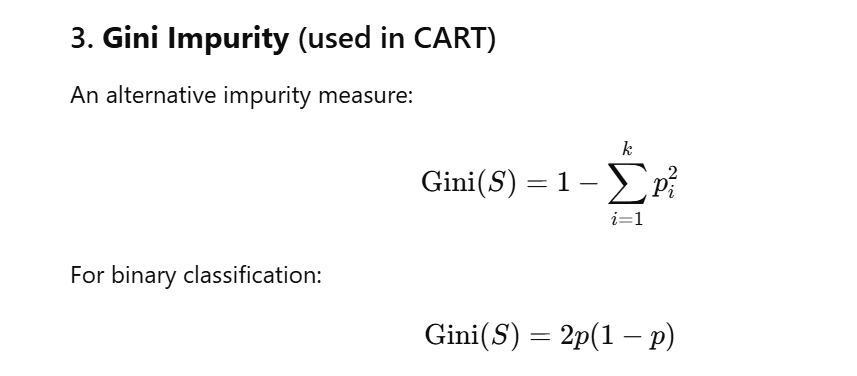 3. Gini Impurity (used in CART)
An alternative impurity measure:
Gini(S) = 1 − ∑_{i=1}^{k} p_i^2
For binary classification:
Gini(S) = 2p(1 − p)